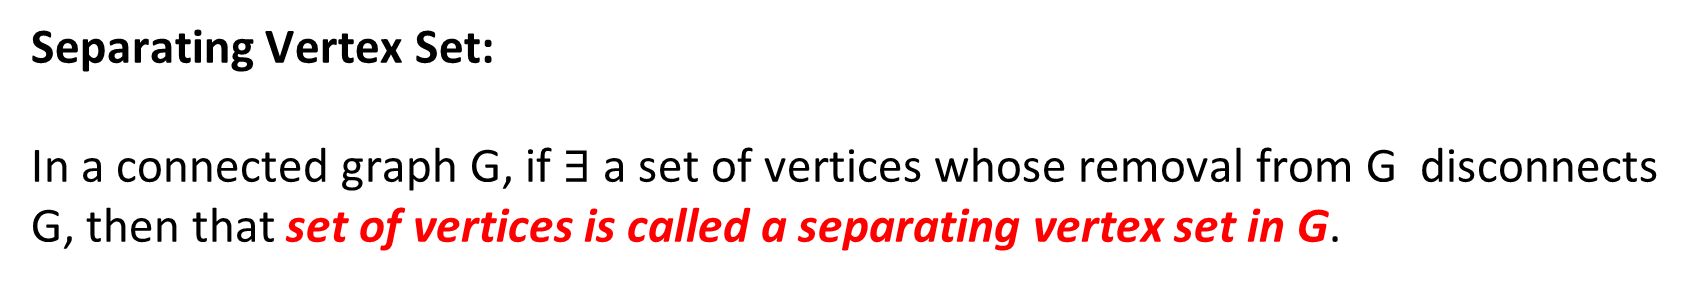 Separating Vertex Set:
In a connected graph G, if ∃ a set of vertices whose removal from G  disconnects
G, then that set of vertices is called a separating vertex set in G.